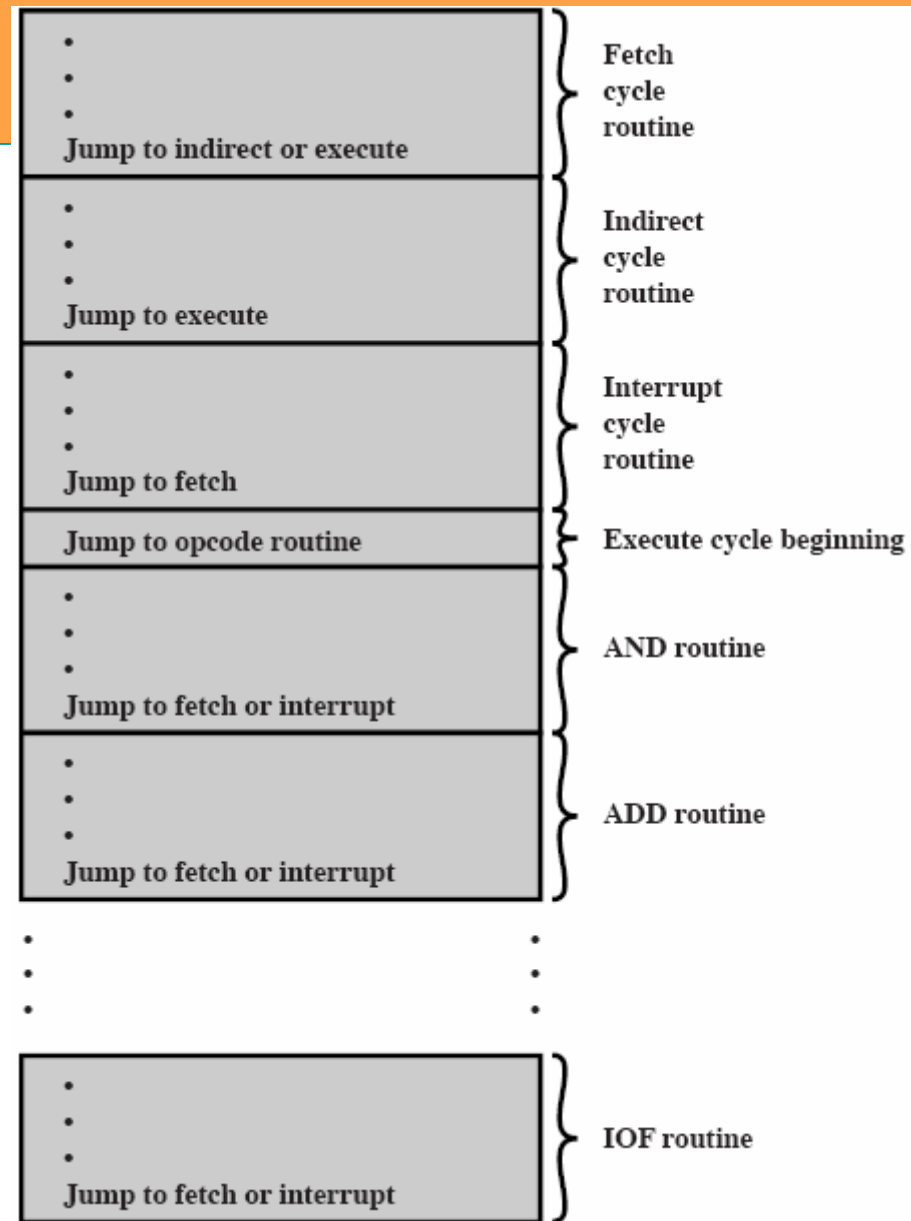 Fetch
cycle
routine
Jump to indirect or execute
Indirect
cycle
routine
Jump to execute
Interrupt
cycle
routine
Jump to fetch
Jump to opcode routine
Execute cycle beginning
AND routine
Jump to fetch or interrupt
ADD routine
Jump to fetch or interrupt
IOF routine
Jump to fetch or interrupt